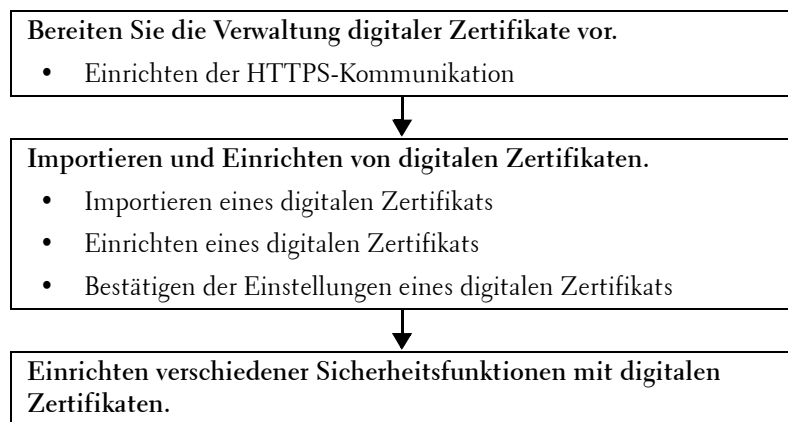 Bereiten Sie die Verwaltung digitaler Zertifikate vor.
• Einrichten der HTTPS-Kommunikation
Importieren und Einrichten von digitalen Zertifikaten.
• Importieren eines digitalen Zertifikats
• Einrichten eines digitalen Zertifikats
• Bestätigen der Einstellungen eines digitalen Zertifikats
Einrichten verschiedener Sicherheitsfunktionen mit digitalen
Zertifikaten.